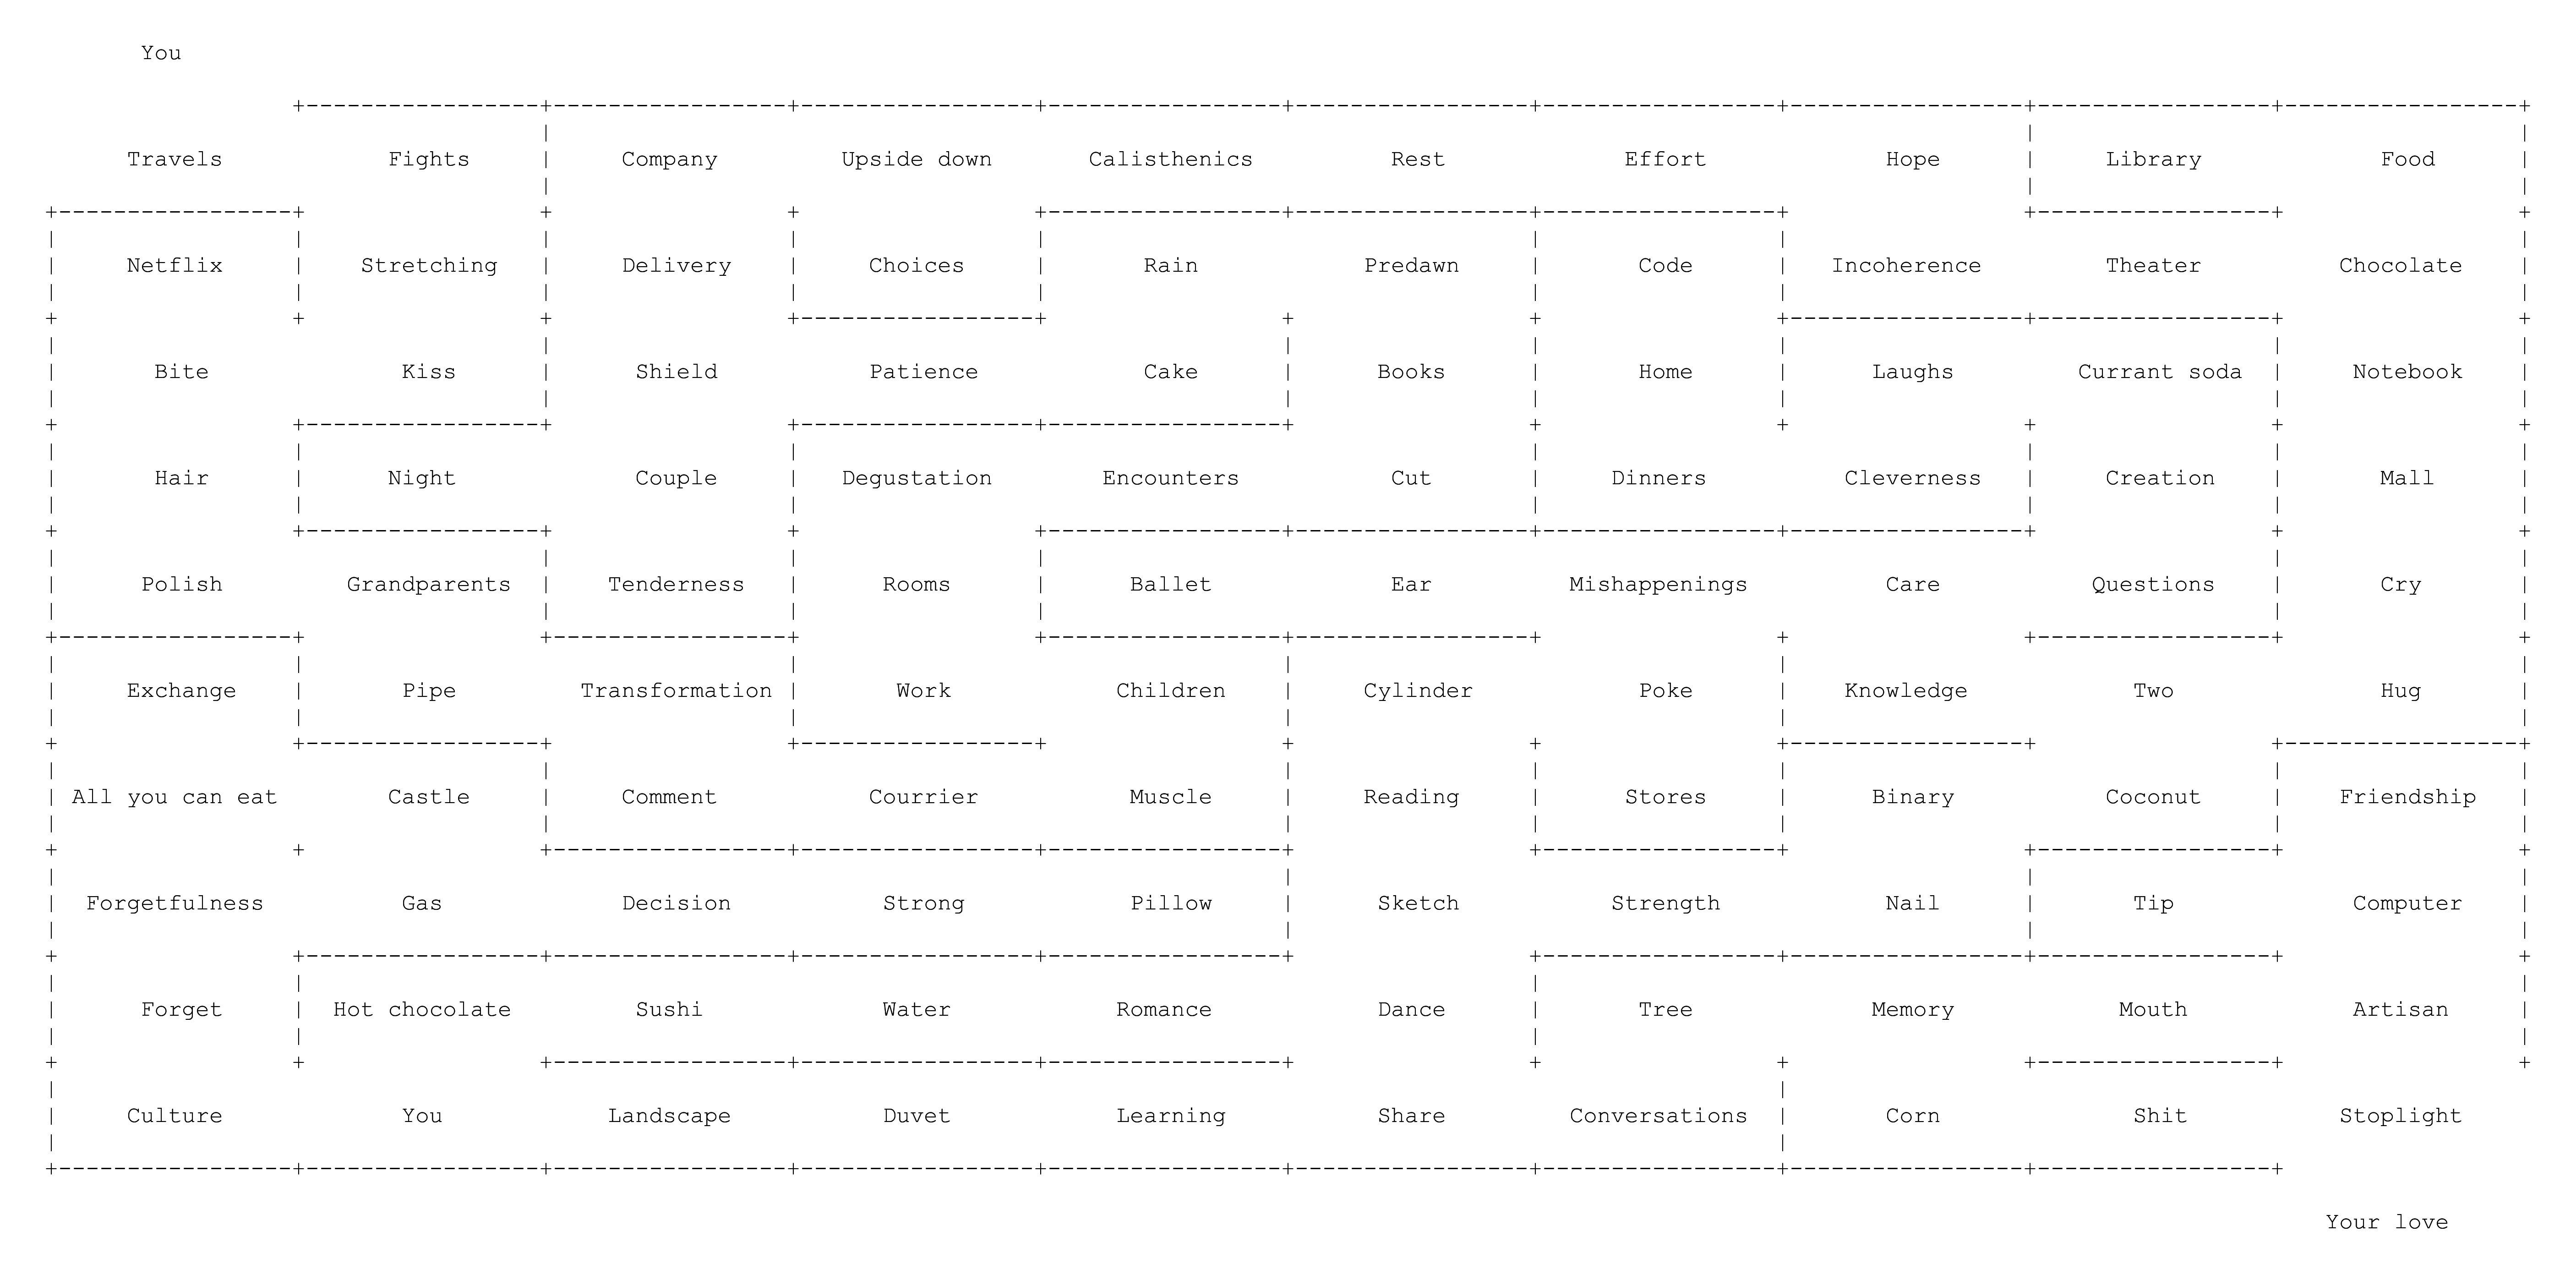 You
Travels Fights Company Upside down Calisthenics Rest Effort Hope Library Food
Netflix Stretching Delivery Choices Rain Predawn Code Incoherence Theater Chocolate
Bite Kiss Shield Patience Cake Books Home Laughs Currant soda Notebook
Hair Night Couple Degustation Encounters Cut Dinners Cleverness Creation Mall
Polish Grandparents Tenderness Rooms Ballet Ear Mishappenings Care Questions Cry
Exchange Pipe Transformation Work Children Cylinder Poke Knowledge Two Hug
All you can eat Castle Comment Courrier Muscle Reading Stores Binary Coconut Friendship
Forgetfulness Gas Decision Strong Pillow Sketch Strength Nail Tip Computer
Forget Hot chocolate Sushi Water Romance Dance Tree Memory Mouth Artisan
Culture You Landscape Duvet Learning Share Conversations Corn Shit Stoplight
Your love